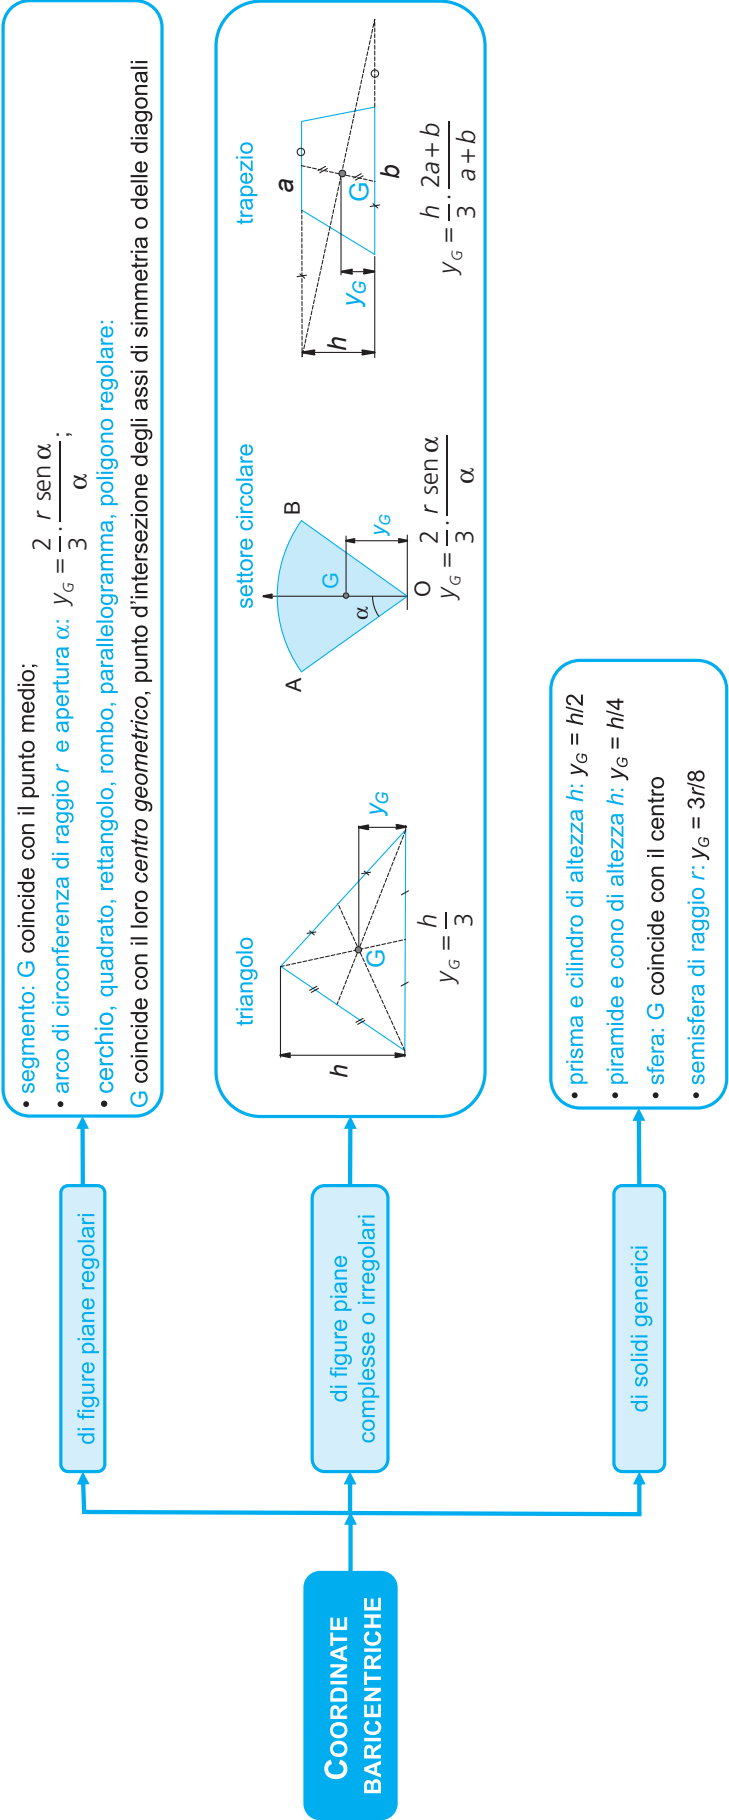 COORDINATE
BARICENTRICHE
di figure piane regolari
• segmento: G coincide con il punto medio;
• arco di circonferenza di raggio r e apertura α: y_G = 2/3 · r sen α/α;
• cerchio, quadrato, rettangolo, rombo, parallelogramma, poligono regolare:
G coincide con il loro centro geometrico, punto d'intersezione degli assi di simmetria o delle diagonali
di figure piane
complesse o irregolari
triangolo
h
G
y_G
y_G = h/3
settore circolare
A
B
G
α
y_G
O
y_G = 2/3 · r sen α/α
trapezio
a
h
y_G
G
b
y_G = h/3 · 2a+b/a+b
di solidi generici
• prisma e cilindro di altezza h: y_G = h/2
• piramide e cono di altezza h: y_G = h/4
• sfera: G coincide con il centro
• semisfera di raggio r: y_G = 3r/8